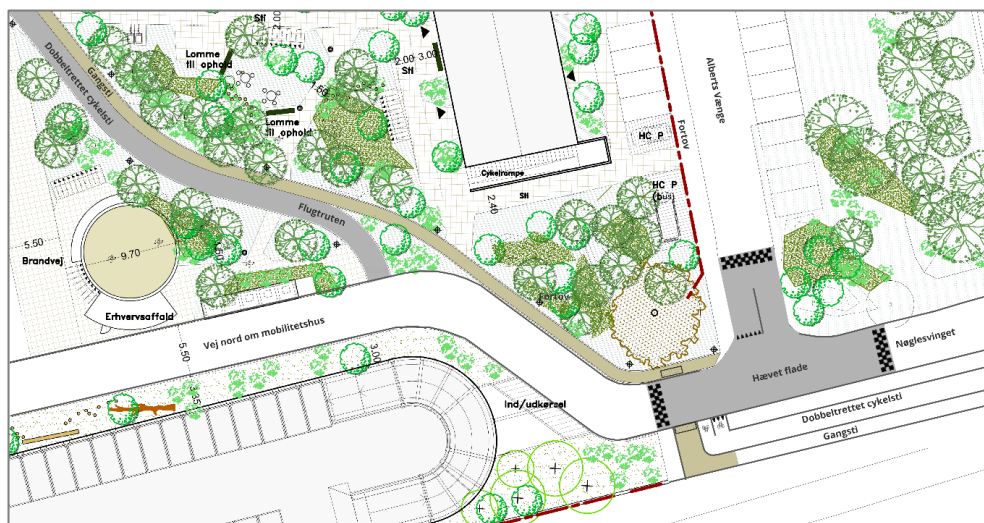 Sti
2.00
Lomme
til ophold
Dobbeltrettet cykelsti
Gangsti
2.00
3.00
Sti
Lomme
til ophold
Alberts Vænge
Fortov
HC P
Cykelrampe
Sti
2.40
HC P
(bus)
Flugtruten
5.50
Brandvej
9.70
Erhvervsaffald
Fortov
Vej nord om mobilitetshus
5.50
3.00
Hævet flade
Nøglesvinget
Ind/udkørsel
Dobbeltrettet cykelsti
Gangsti